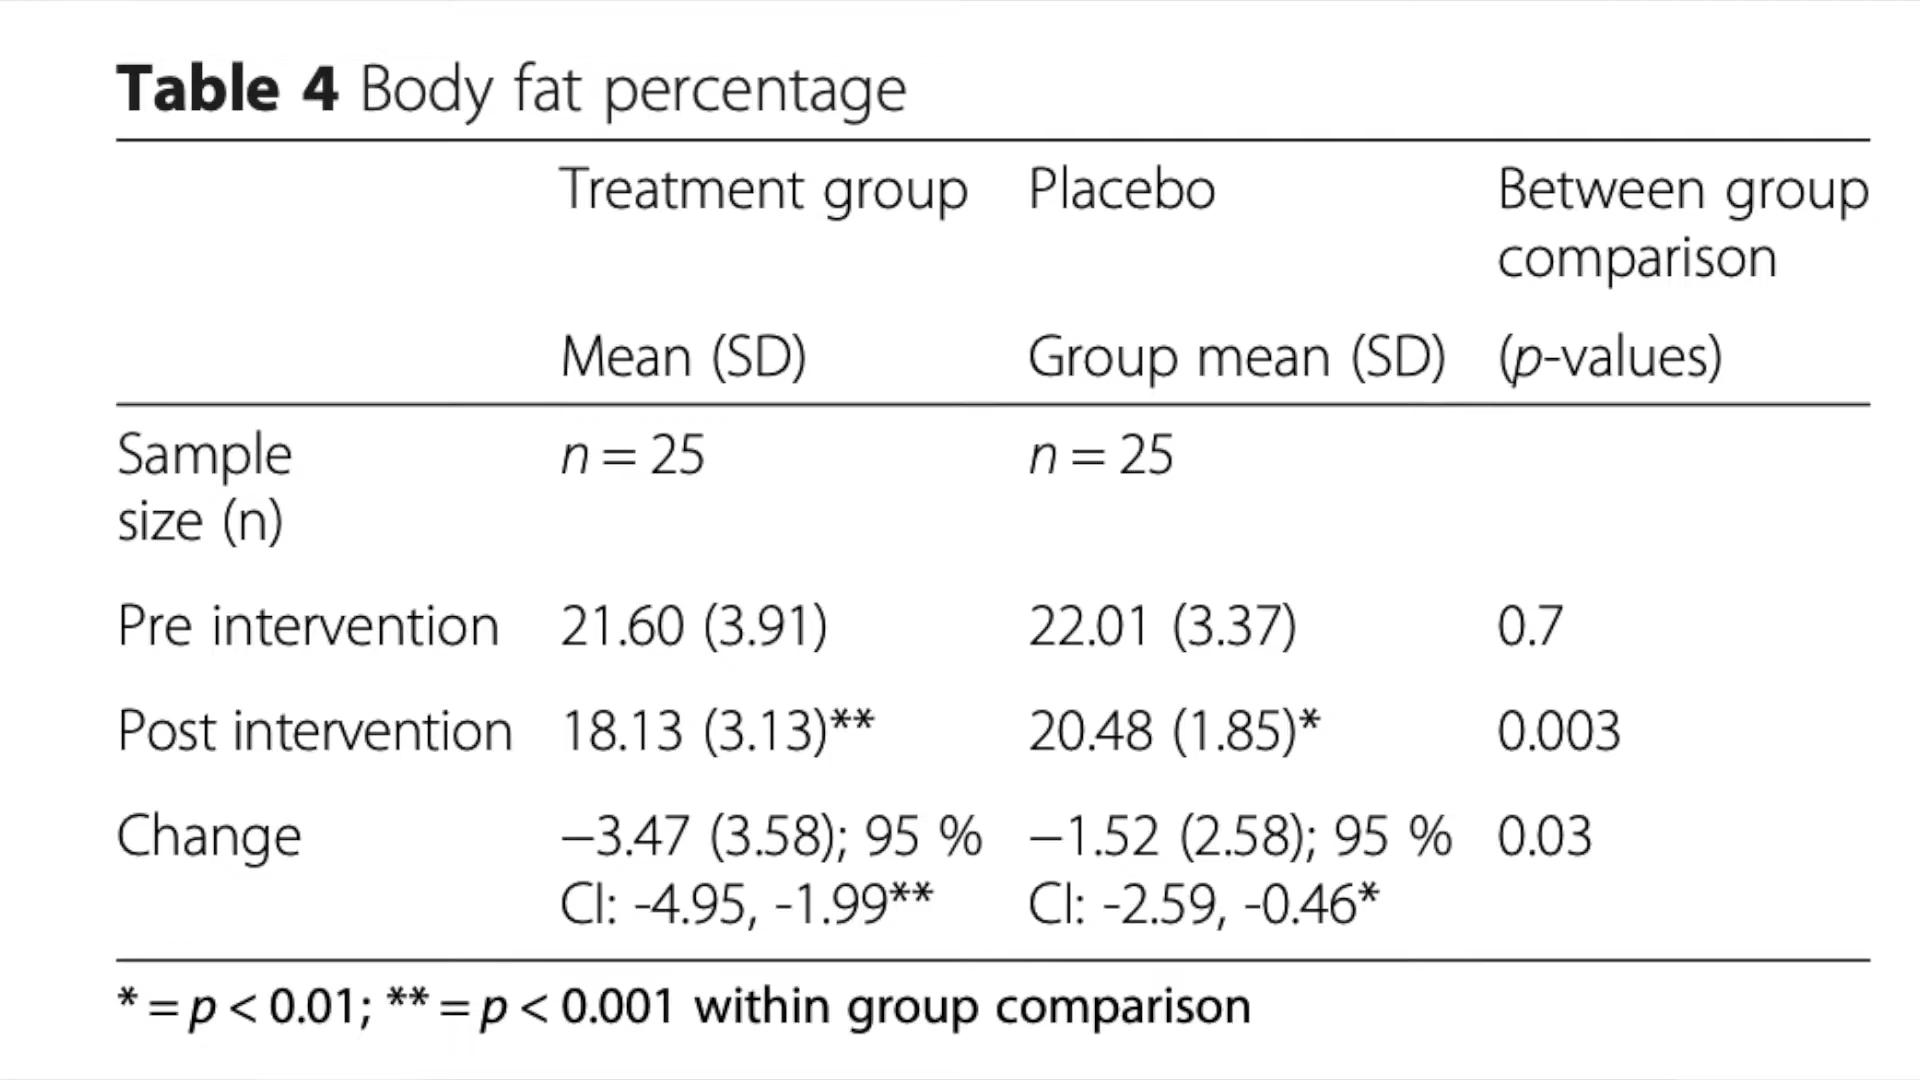 Table 4 Body fat percentage
Treatment group Placebo Between group
comparison
Mean (SD) Group mean (SD) (p-values)
Sample n = 25 n = 25
size (n)
Pre intervention 21.60 (3.91) 22.01 (3.37) 0.7
Post intervention 18.13 (3.13)** 20.48 (1.85)* 0.003
Change −3.47 (3.58); 95 % −1.52 (2.58); 95 % 0.03
CI: -4.95, -1.99** CI: -2.59, -0.46*
* = p < 0.01; ** = p < 0.001 within group comparison